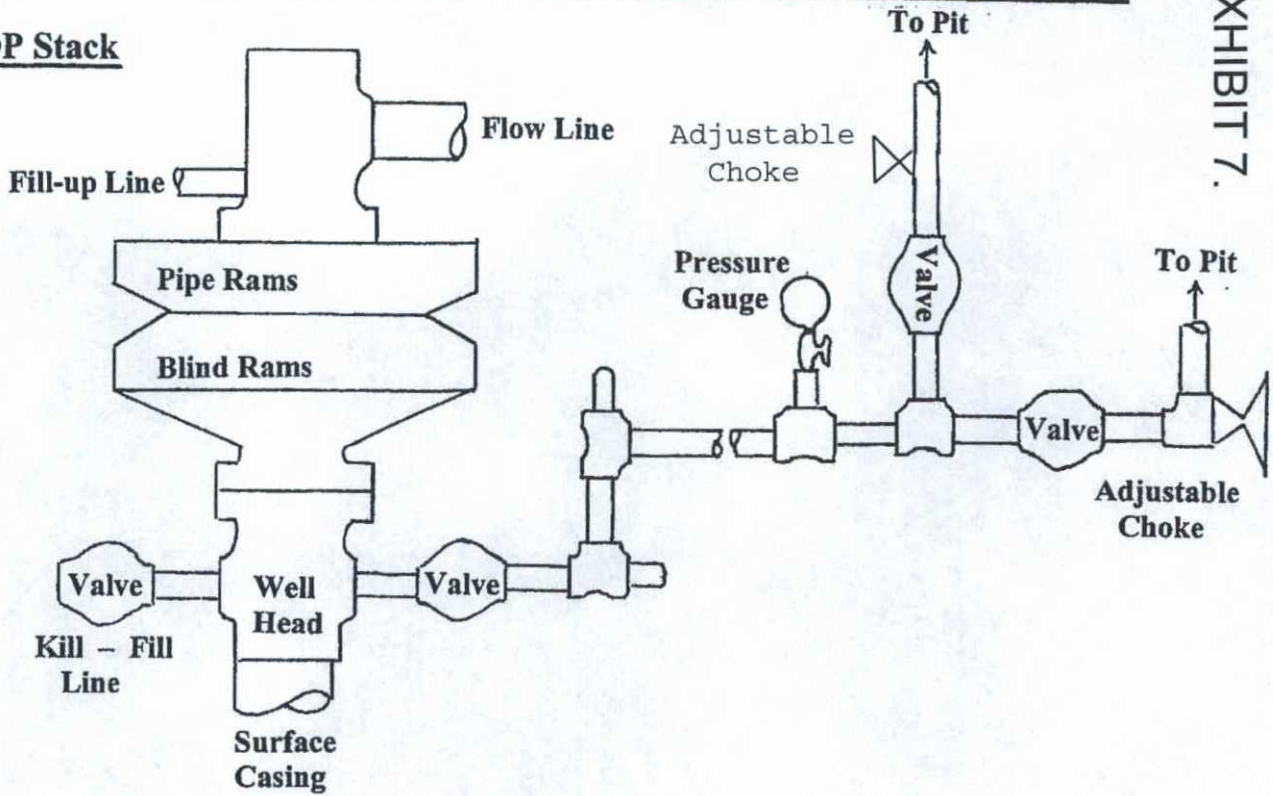 P Stack
To Pit
XHIBIT 7.
Flow Line
Adjustable
Choke
Fill-up Line
Pressure
Gauge
Valve
To Pit
Pipe Rams
Blind Rams
Valve
Adjustable
Choke
Valve
Well
Head
Valve
Kill – Fill
Line
Surface
Casing